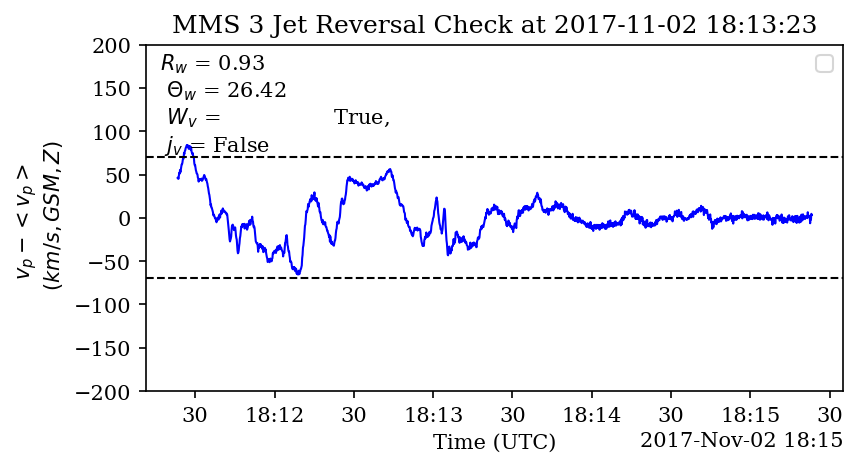 MMS 3 Jet Reversal Check at 2017-11-02 18:13:23
200
150
100
50
0
−50
−100
−150
−200
v_p − < v_p >
(km/s, GSM, Z)
R_w = 0.93
Θ_w = 26.42
W_v = True,
j_v = False
30 18:12 30 18:13 30 18:14 30 18:15 30
Time (UTC)
2017-Nov-02 18:15